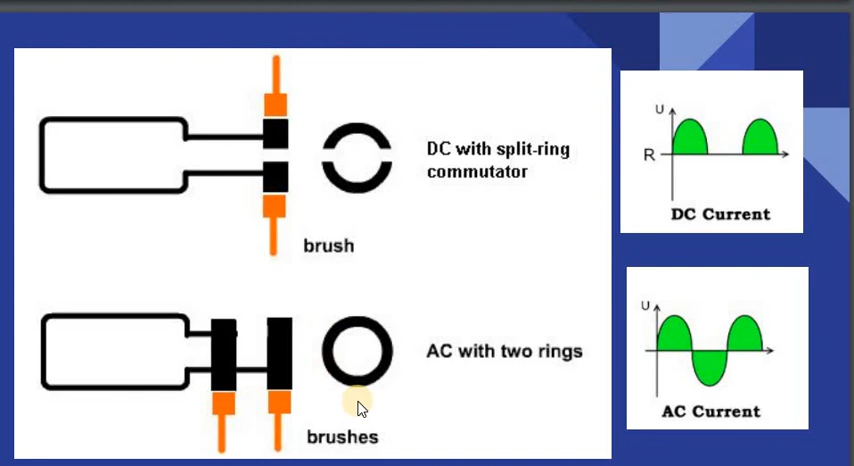 DC with split-ring
commutator
brush
AC with two rings
brushes
U
R
DC Current
U
AC Current